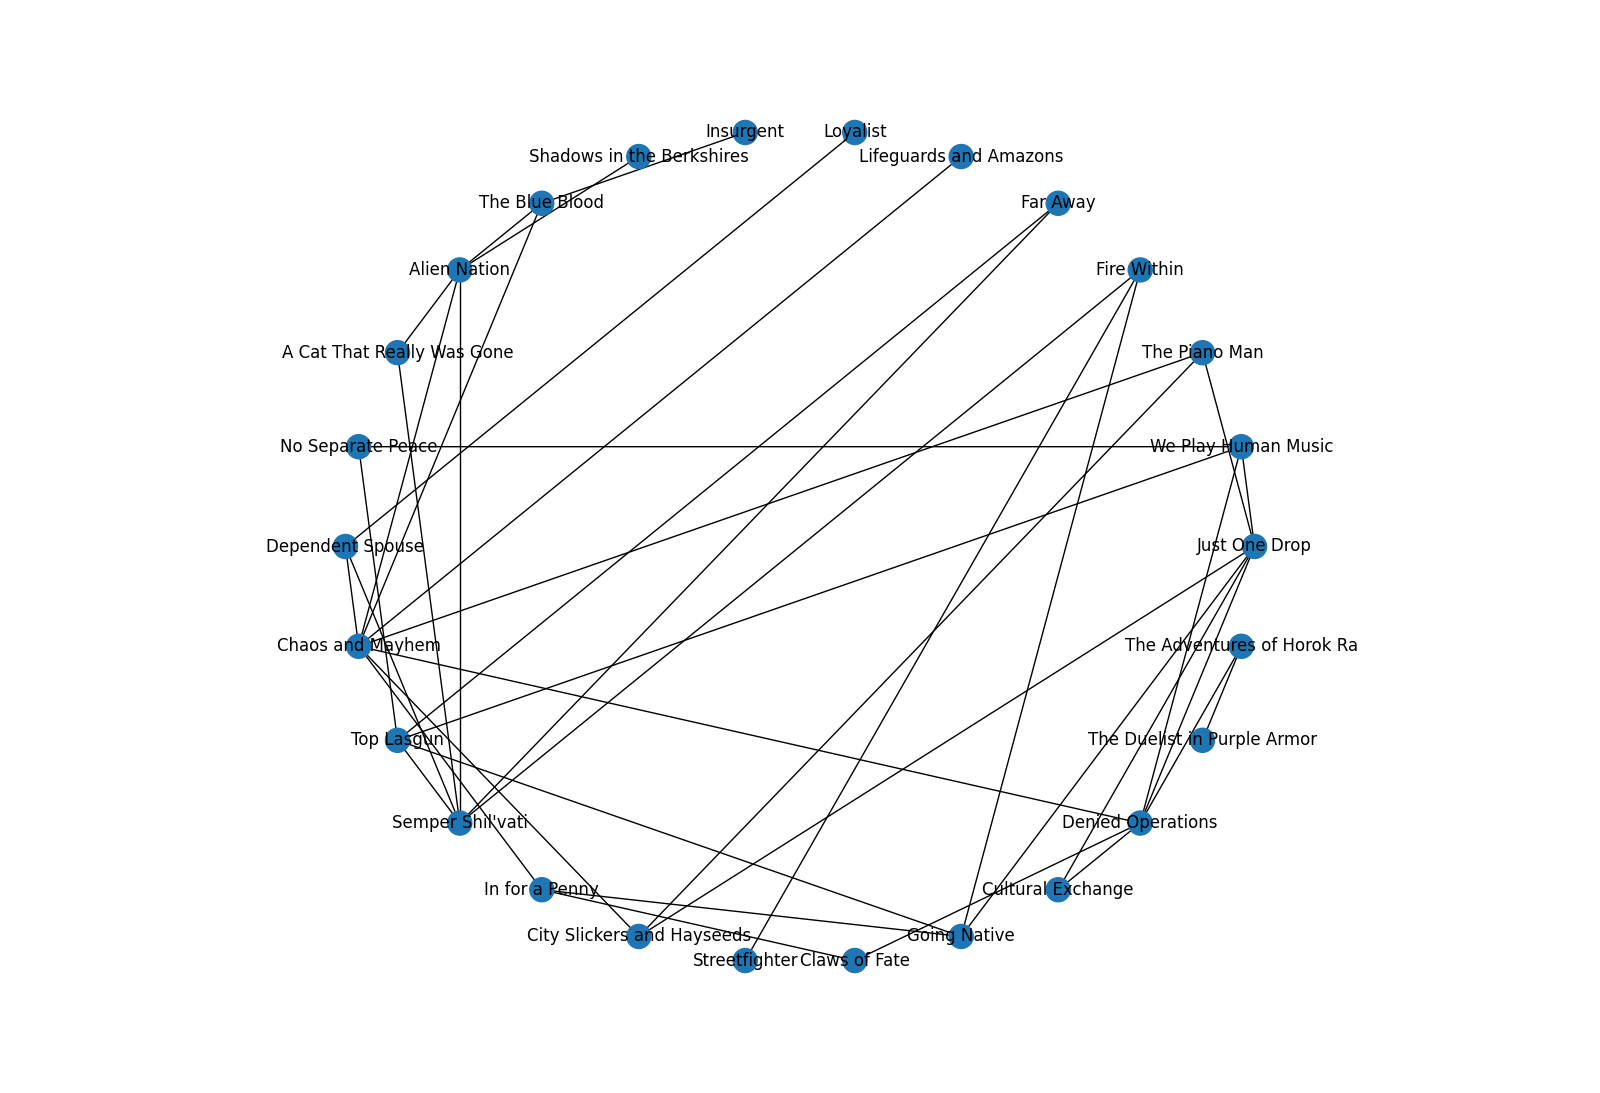 Insurgent
Loyalist
Shadows in the Berkshires
Lifeguards and Amazons
The Blue Blood
Far Away
Alien Nation
Fire Within
A Cat That Really Was Gone
The Piano Man
No Separate Peace
We Play Human Music
Dependent Spouse
Just One Drop
Chaos and Mayhem
The Adventures of Horok Ra
Top Lasgun
The Duelist in Purple Armor
Semper Shil'vati
Denied Operations
In for a Penny
Cultural Exchange
City Slickers and Hayseeds
Going Native
Streetfighter
Claws of Fate